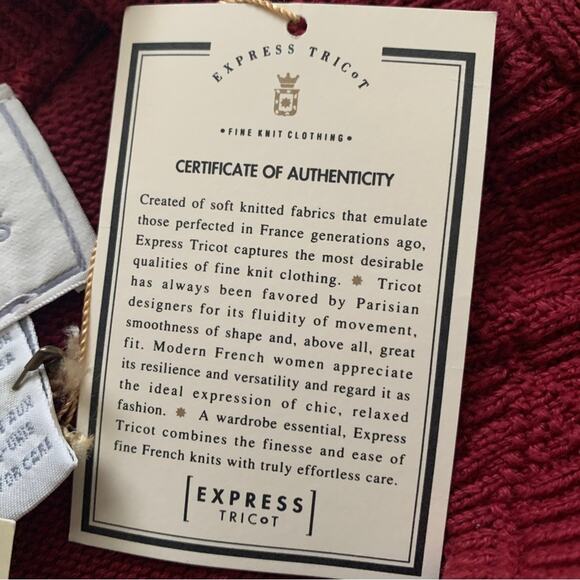 EXPRESS TRICOT
• FINE KNIT CLOTHING •
CERTIFICATE OF AUTHENTICITY
Created of soft knitted fabrics that emulate
those perfected in France generations ago,
Express Tricot captures the most desirable
qualities of fine knit clothing. ✸ Tricot
has always been favored by Parisian
designers for its fluidity of movement,
smoothness of shape and, above all, great
fit. Modern French women appreciate
its resilience and versatility and regard it as
the ideal expression of chic, relaxed
fashion. ✸ A wardrobe essential, Express
Tricot combines the finesse and ease of
fine French knits with truly effortless care.
[EXPRESS
TRICOT]
AUX
FOR CARE